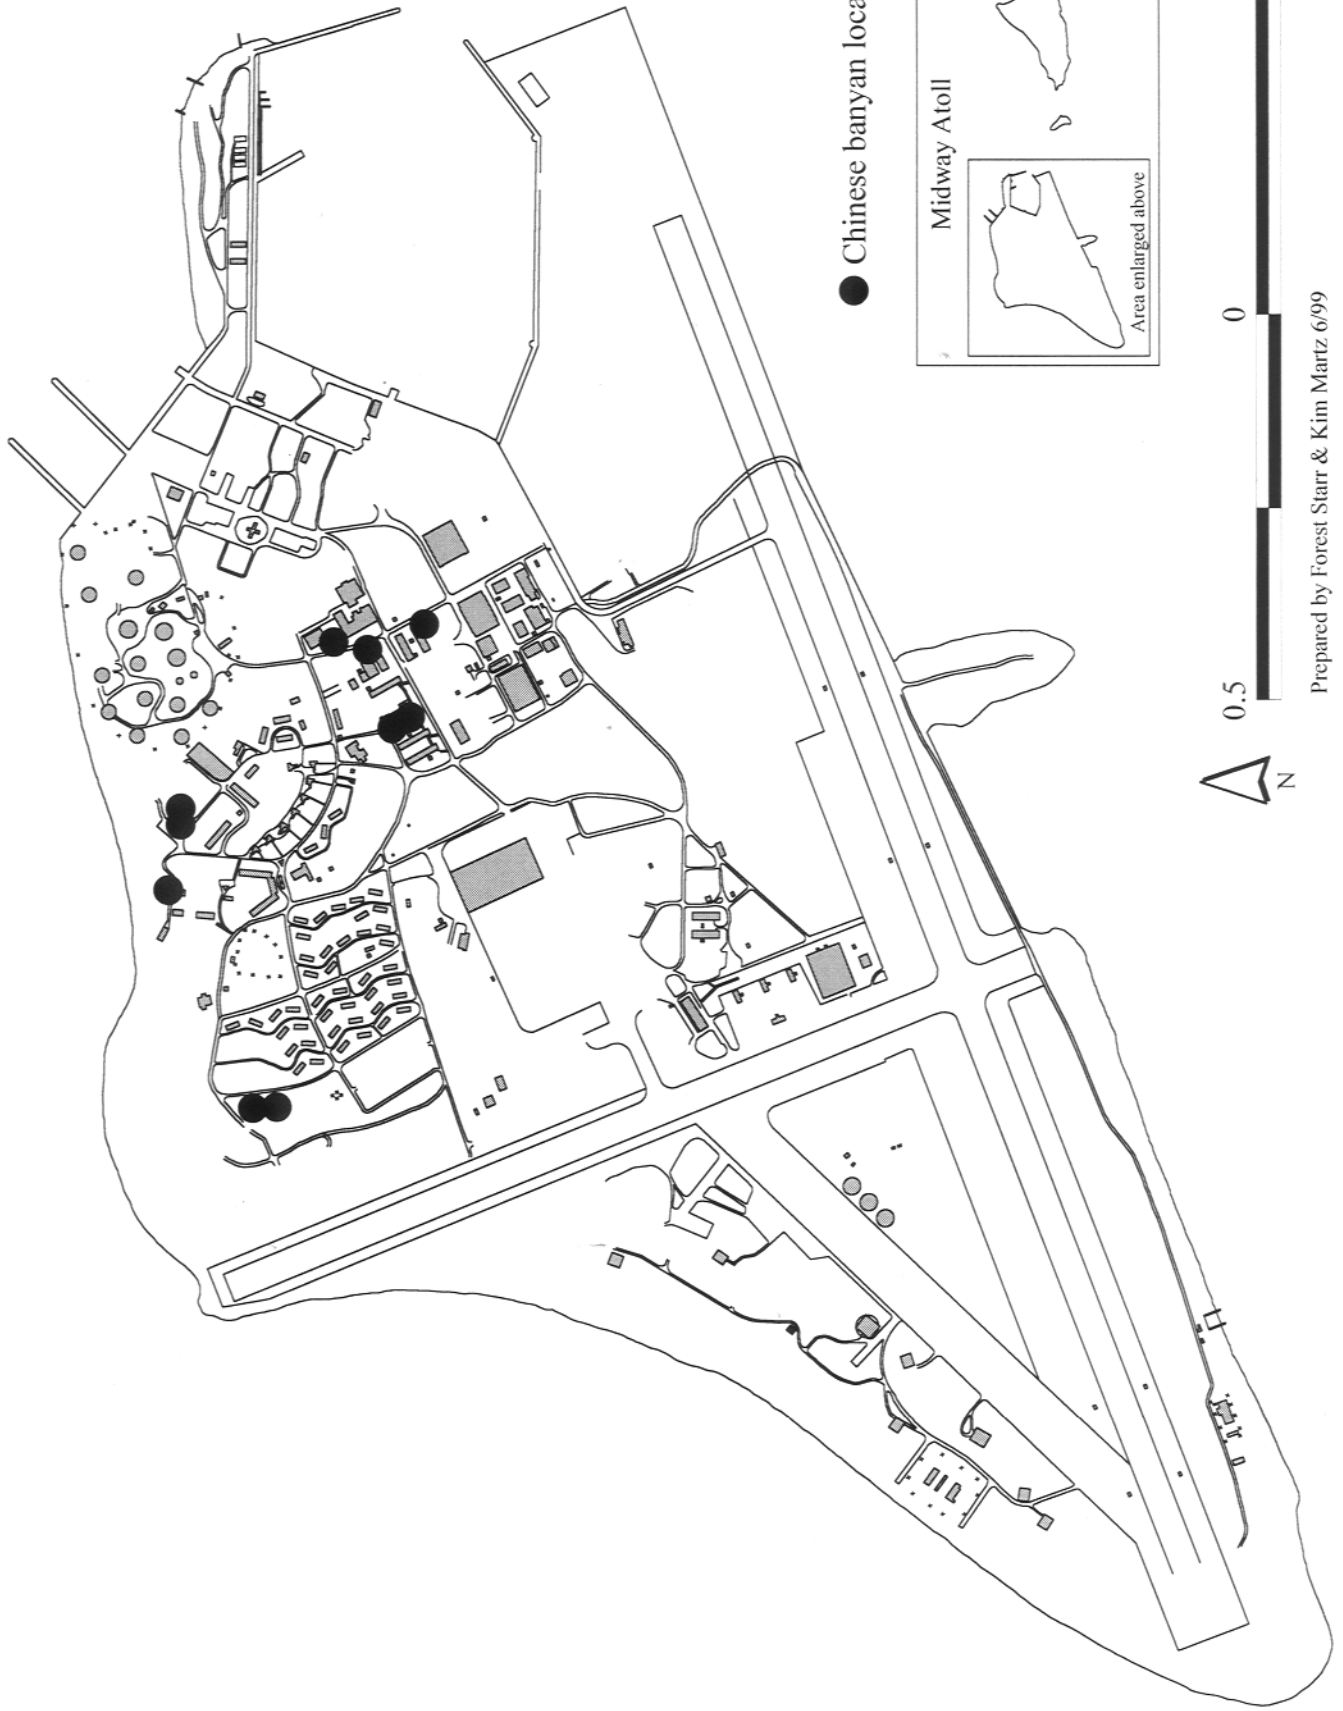 Chinese banyan loca
Midway Atoll
Area enlarged above
0.5
0
N
Prepared by Forest Starr & Kim Martz 6/99